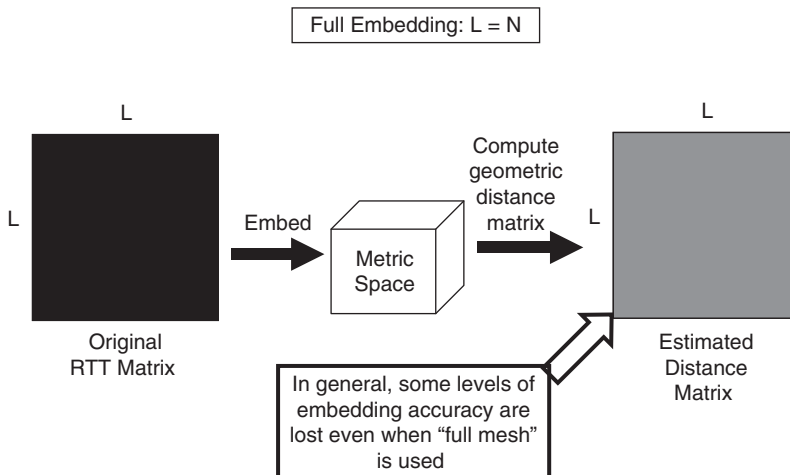 Full Embedding: L = N
L
L
Original
RTT Matrix
Embed
Metric
Space
Compute
geometric
distance
matrix
L
L
Estimated
Distance
Matrix
In general, some levels of
embedding accuracy are
lost even when “full mesh”
is used